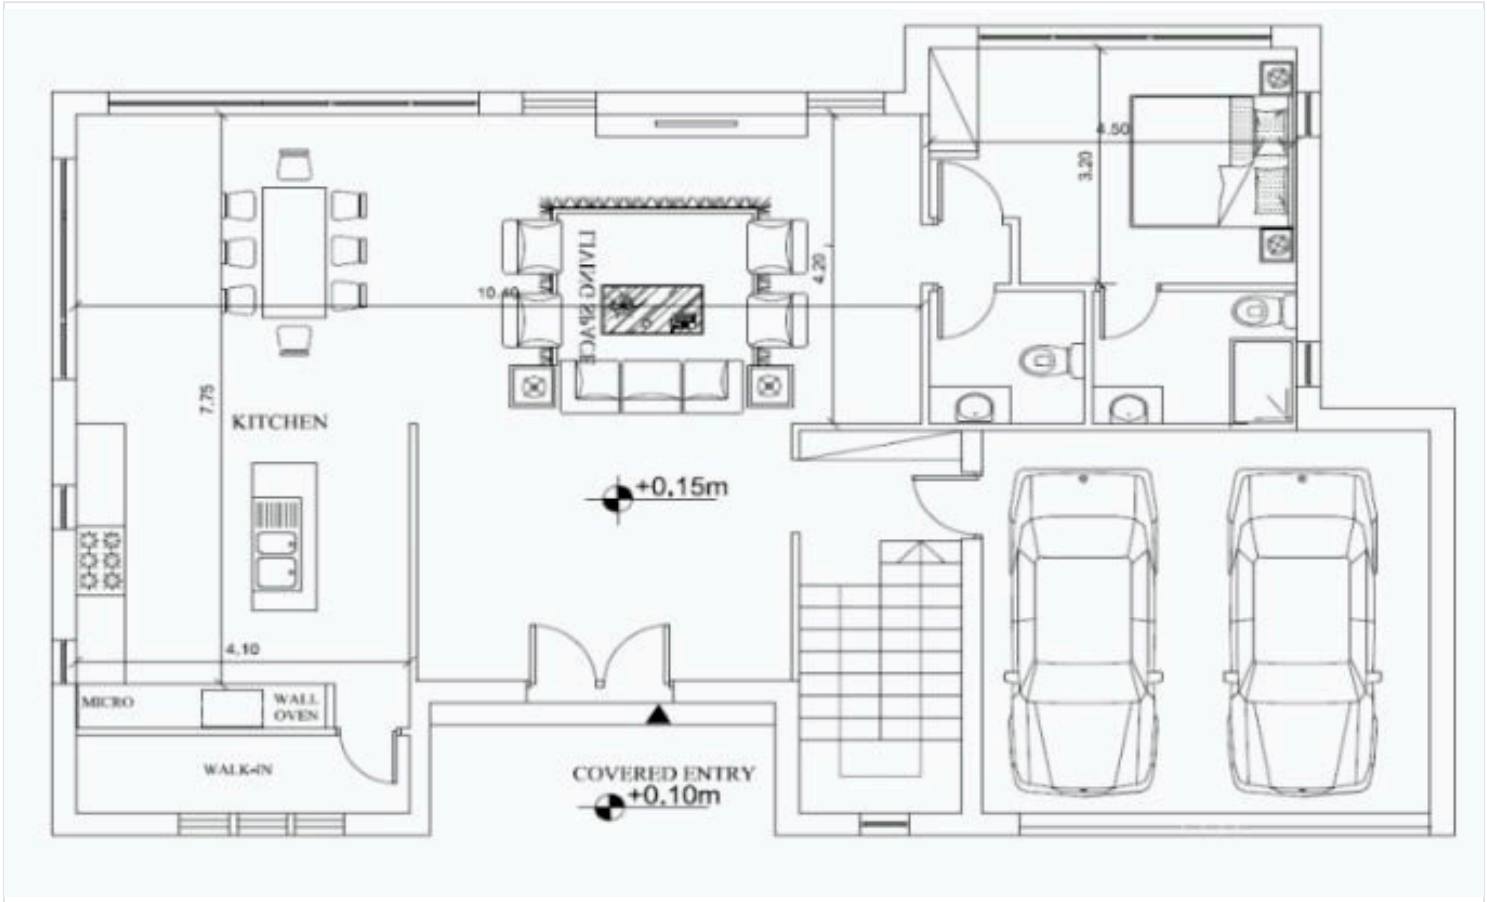 4.50
3.20
LIVING SPACE
4.20
10.40
7.75
KITCHEN
+0.15m
4.10
MICRO
WALL
OVEN
WALK-IN
COVERED ENTRY
+0.10m